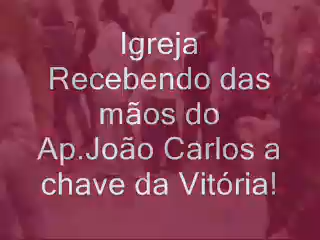 Igreja
Recebendo das
mãos do
Ap.João Carlos a
chave da Vitória!